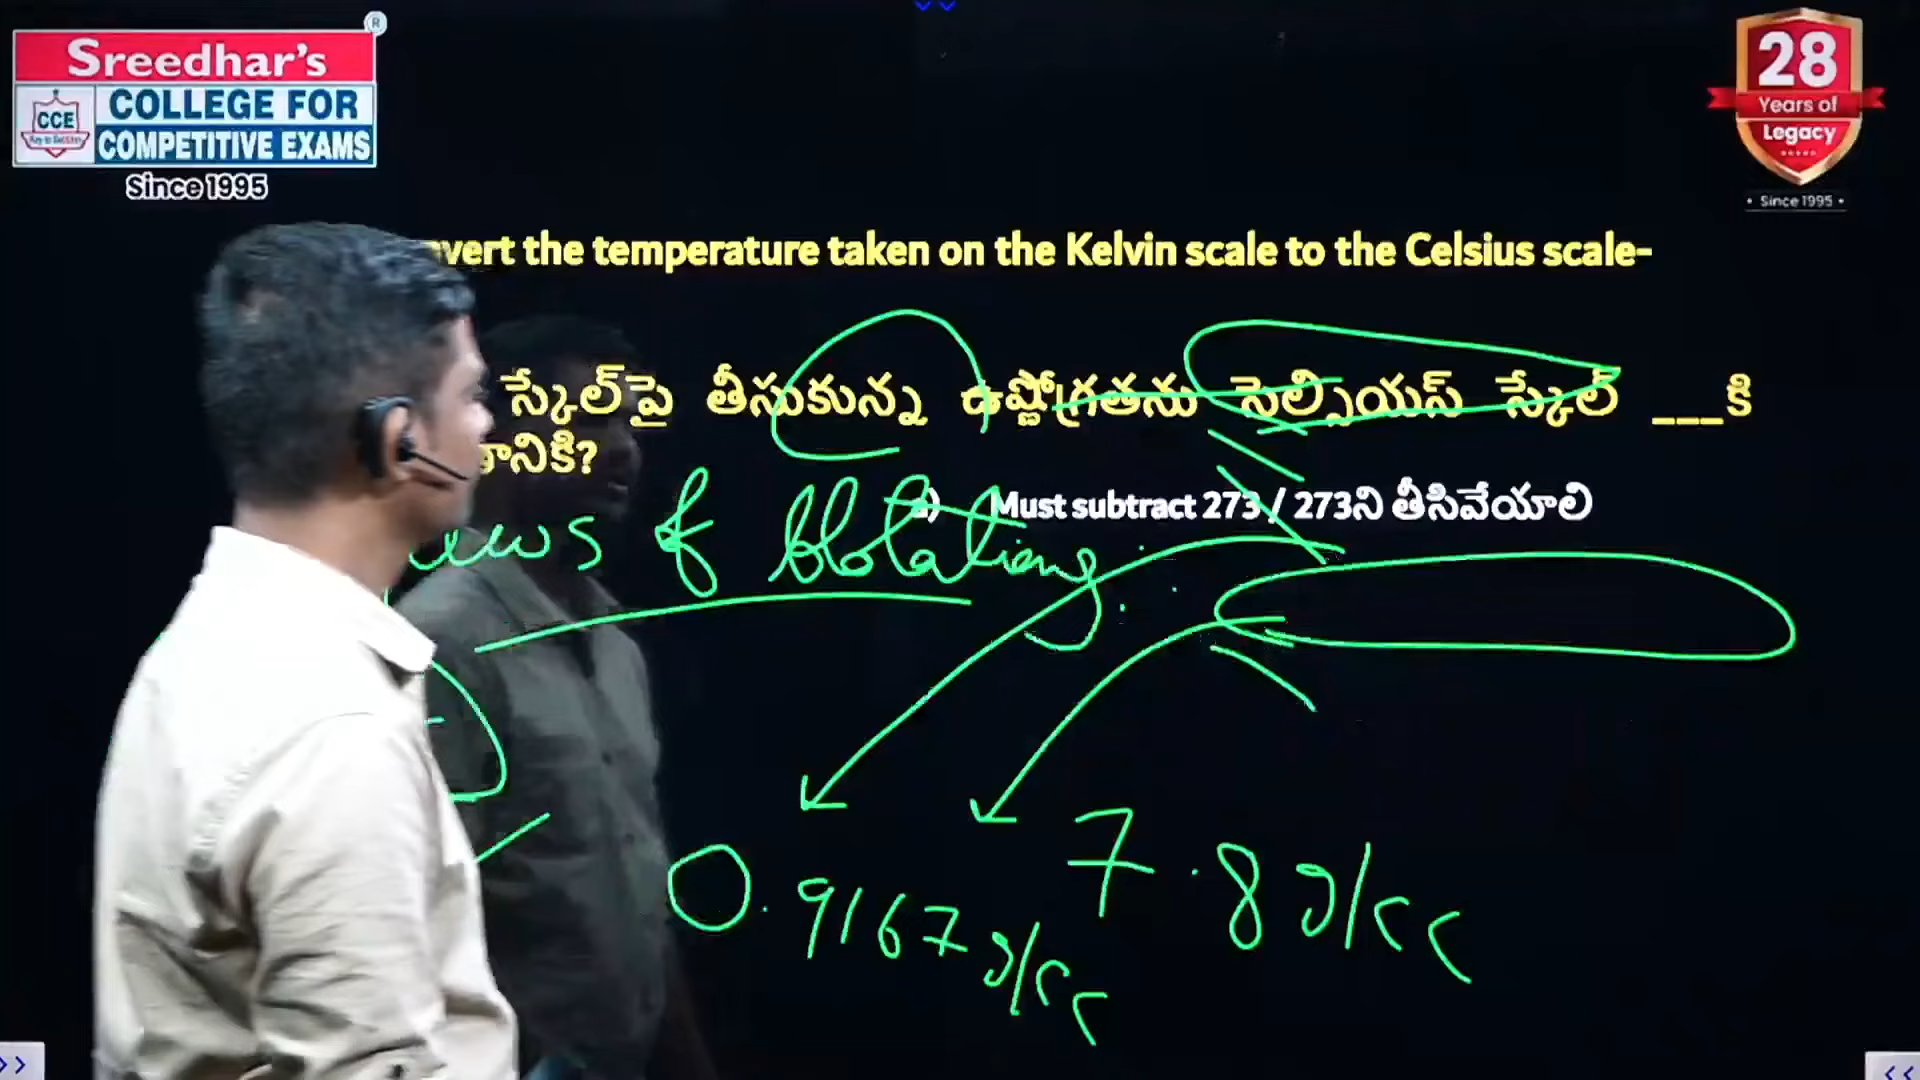 Sreedhar's
®
CCE
COLLEGE FOR
COMPETITIVE EXAMS
Since 1995
28
Years of
Legacy
• Since 1995 •
the temperature taken on the Kelvin scale to the Celsius scale-
స్కేల్‌పై తీసుకున్న ఉష్ణోగ్రతను సెల్సియస్ స్కేల్ ___కి
Must subtract 273 / 273ని తీసివేయాలి
of
0.9167 g/cc
7.8 g/cc